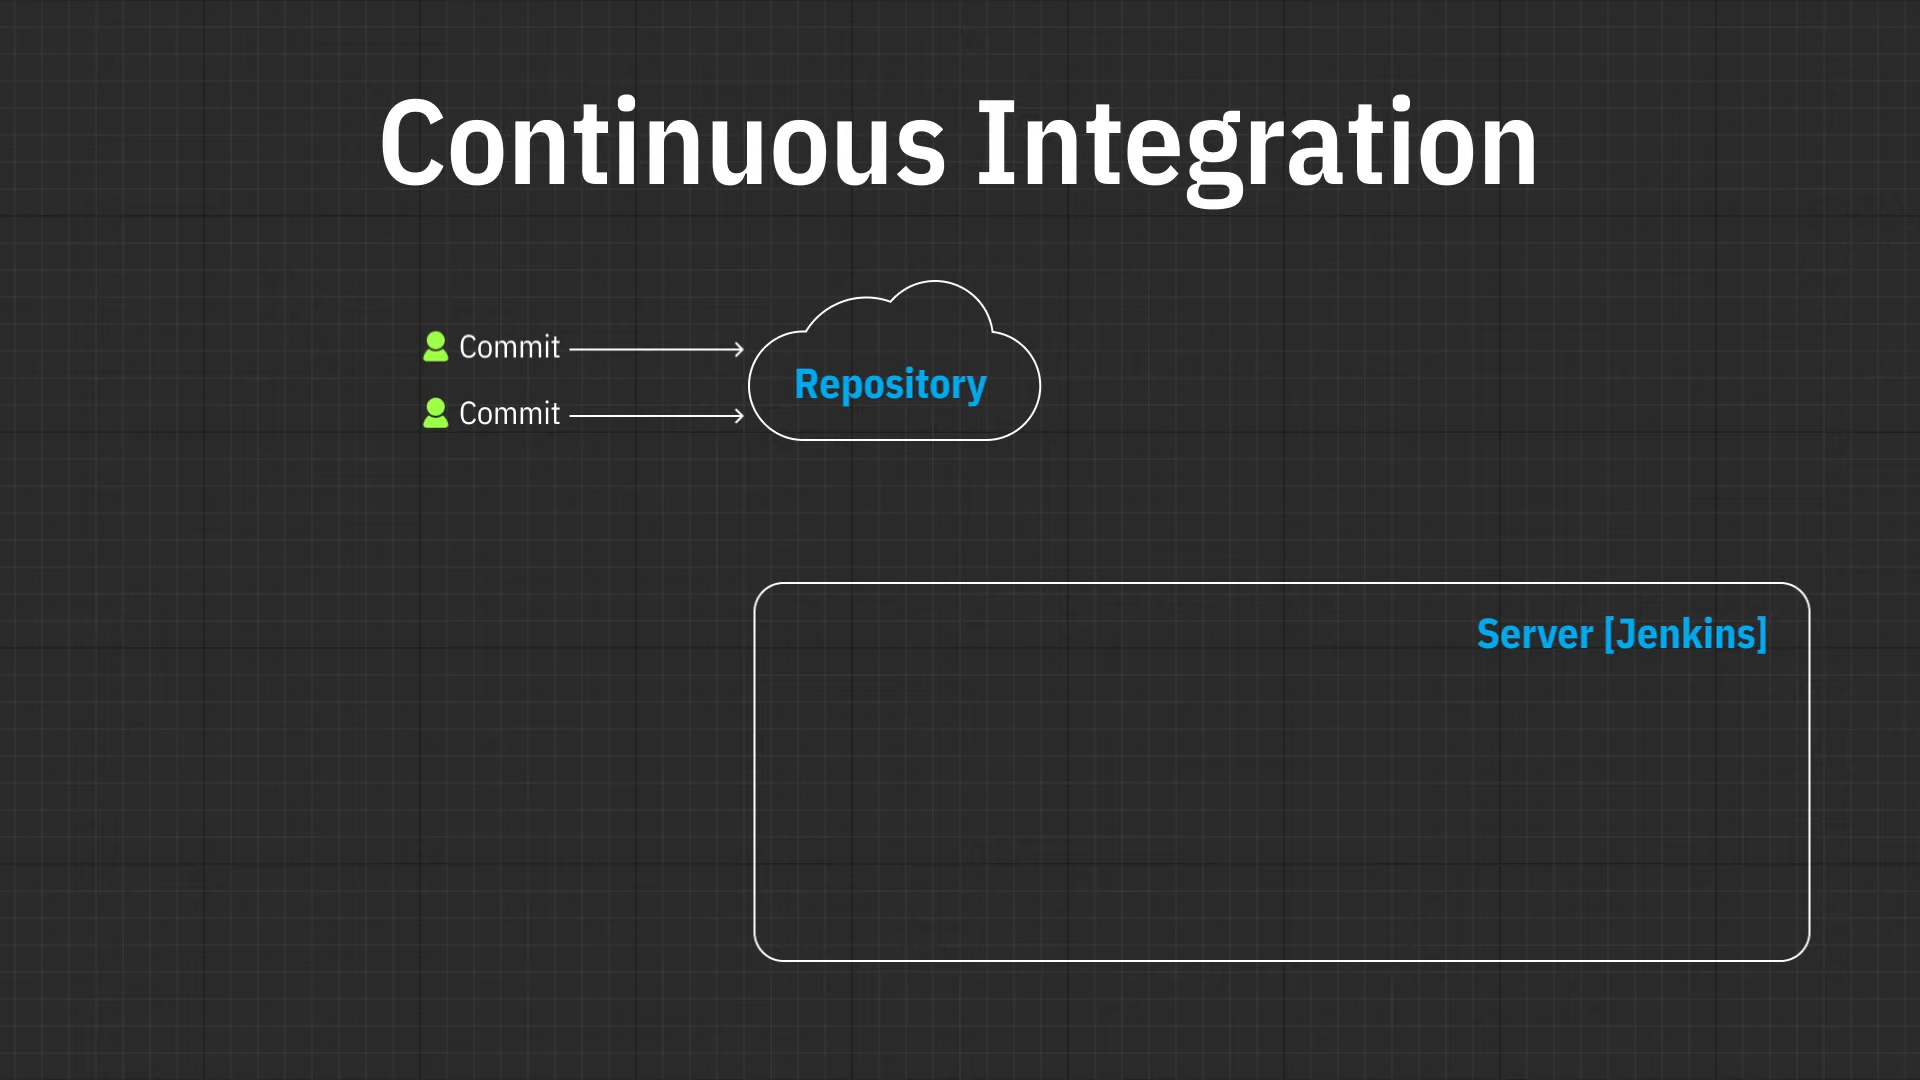 Continuous Integration
Commit
Commit
Repository
Server [Jenkins]